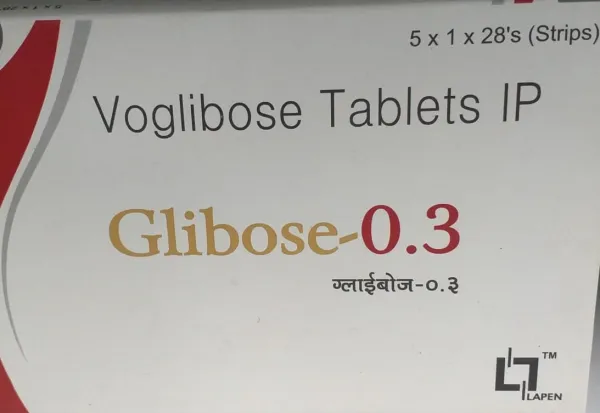 5 x 1 x 28's (Strips)
Voglibose Tablets IP
Glibose-0.3
ग्लाईबोज-०.३
TM
LAPEN